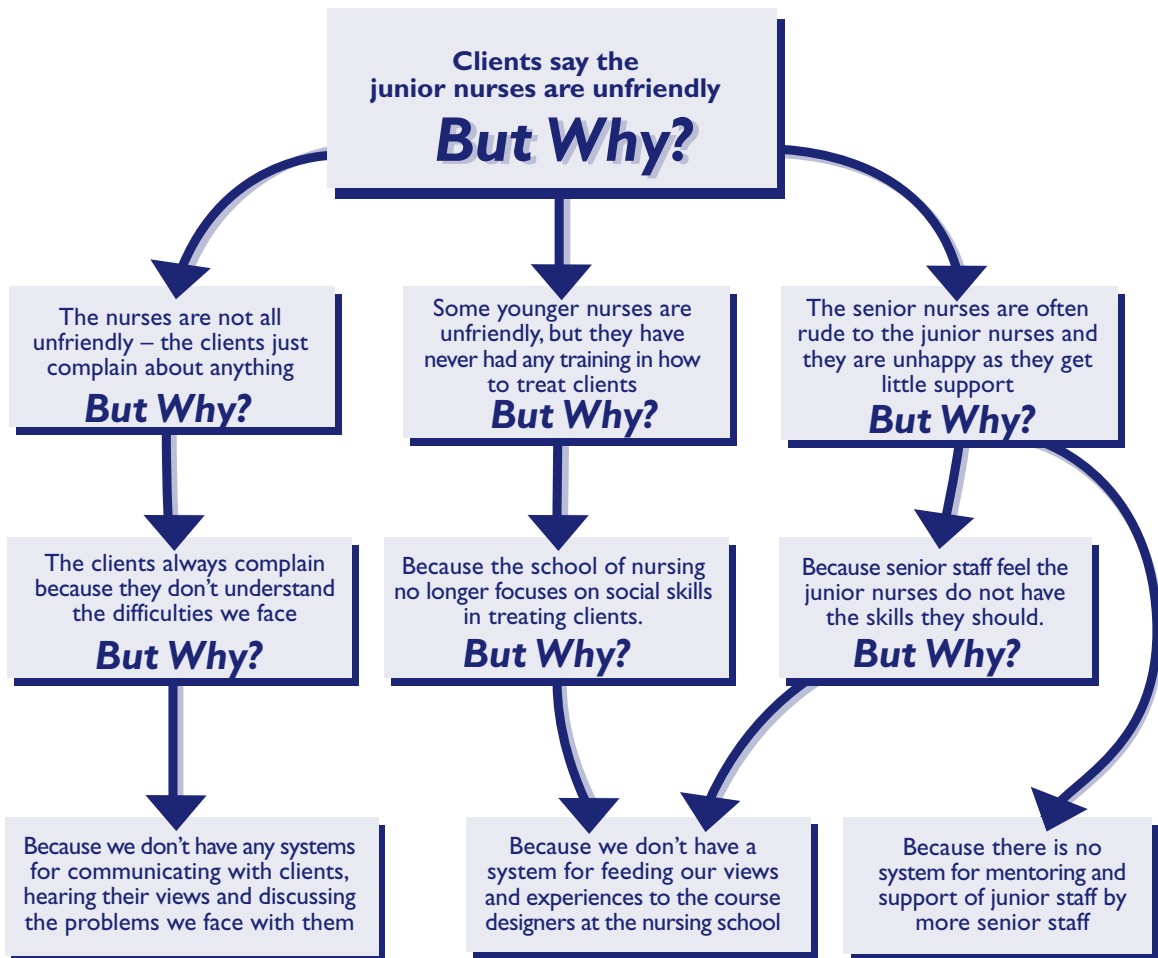 Clients say the
junior nurses are unfriendly
But Why?
The nurses are not all
unfriendly – the clients just
complain about anything
But Why?
Some younger nurses are
unfriendly, but they have
never had any training in how
to treat clients
But Why?
The senior nurses are often
rude to the junior nurses and
they are unhappy as they get
little support
But Why?
The clients always complain
because they don’t understand
the difficulties we face
But Why?
Because the school of nursing
no longer focuses on social skills
in treating clients.
But Why?
Because senior staff feel the
junior nurses do not have
the skills they should.
But Why?
Because we don’t have any systems
for communicating with clients,
hearing their views and discussing
the problems we face with them
Because we don’t have a
system for feeding our views
and experiences to the course
designers at the nursing school
Because there is no
system for mentoring and
support of junior staff by
more senior staff